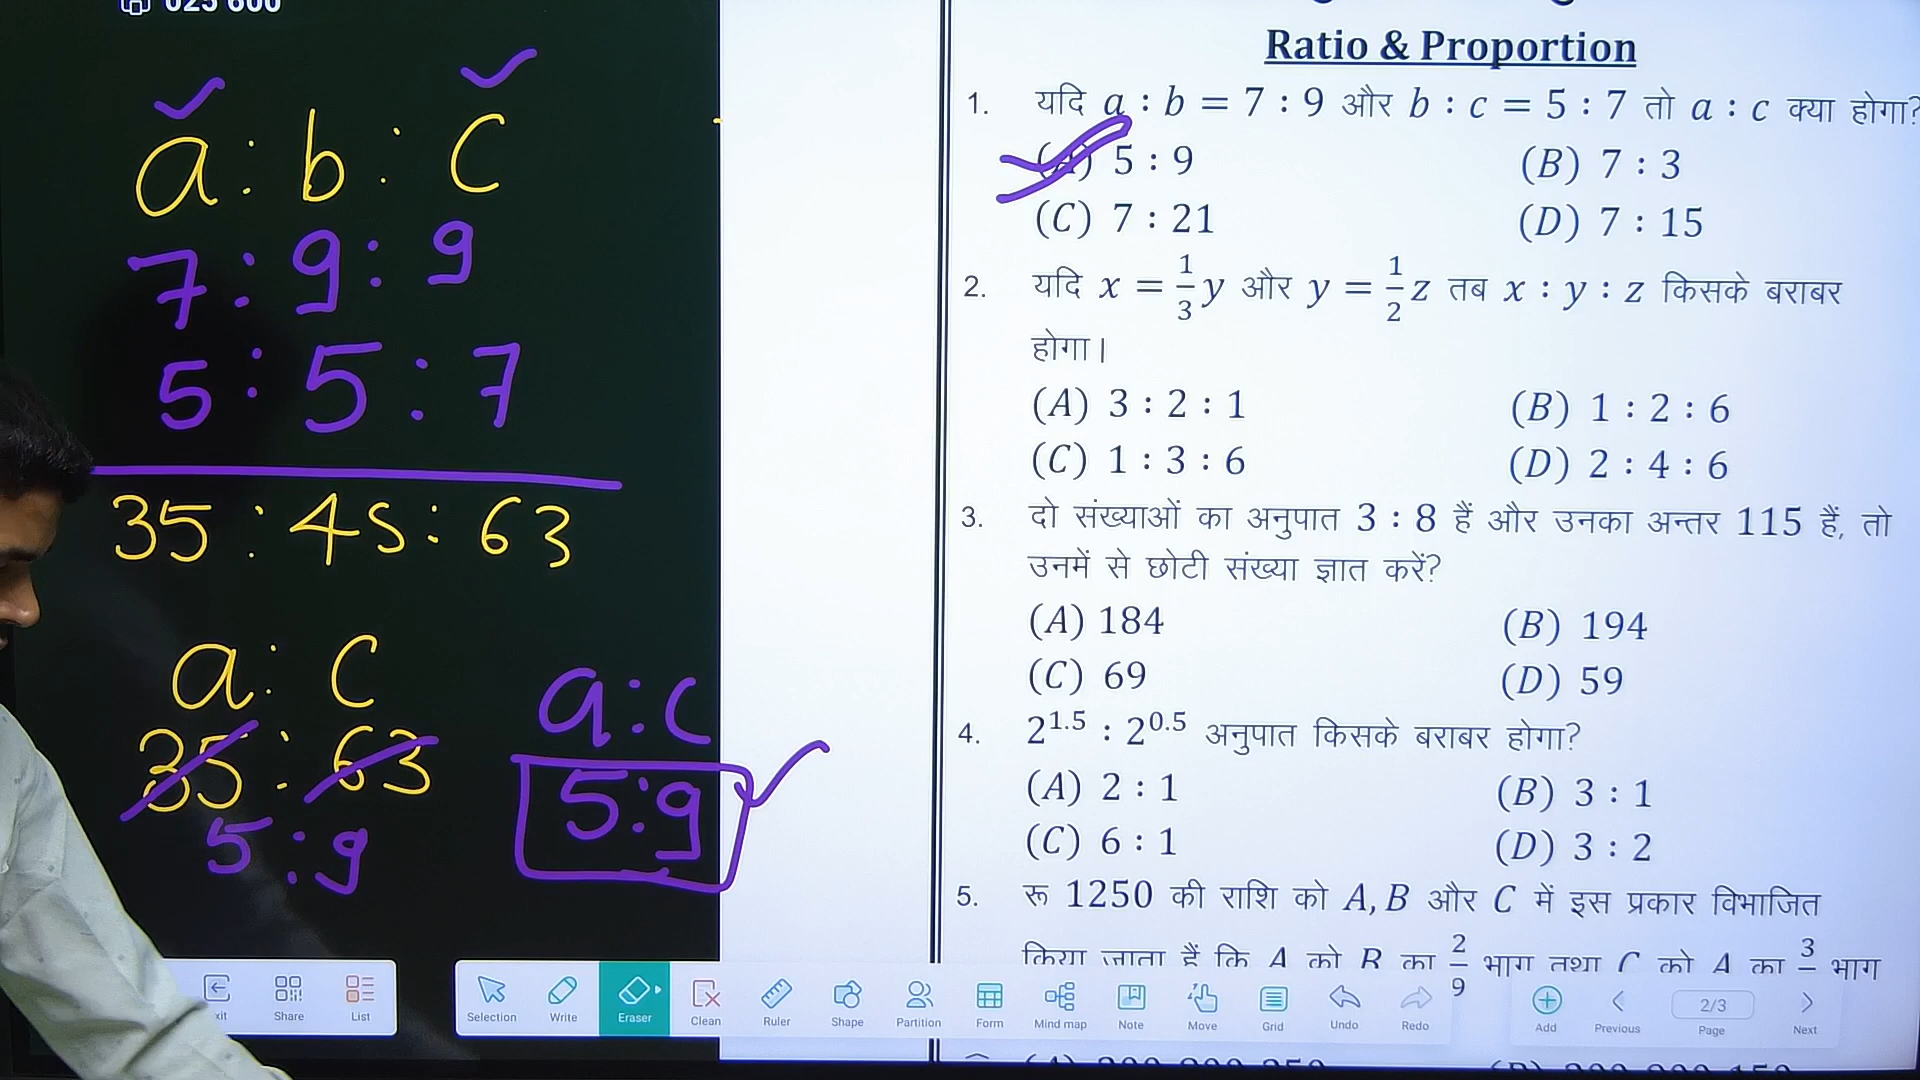 a : b : c
7 : 9 : 9
5 : 5 : 7
35 : 45 : 63
a : c
35 : 63
5 : 9
a : c
5 : 9
Ratio & Proportion
1. यदि a : b = 7 : 9 और b : c = 5 : 7 तो a : c क्या होगा?
(A) 5 : 9 (B) 7 : 3
(C) 7 : 21 (D) 7 : 15
2. यदि x = 1/3 y और y = 1/2 z तब x : y : z किसके बराबर
होगा।
(A) 3 : 2 : 1 (B) 1 : 2 : 6
(C) 1 : 3 : 6 (D) 2 : 4 : 6
3. दो संख्याओं का अनुपात 3 : 8 हैं और उनका अन्तर 115 हैं, तो
उनमें से छोटी संख्या ज्ञात करें?
(A) 184 (B) 194
(C) 69 (D) 59
4. 2^1.5 : 2^0.5 अनुपात किसके बराबर होगा?
(A) 2 : 1 (B) 3 : 1
(C) 6 : 1 (D) 3 : 2
5. रू 1250 की राशि को A, B और C में इस प्रकार विभाजित
किया जाता हैं कि A को B का 2/9 भाग तथा C को A का 3/ भाग
Share List Selection Write Eraser Clean Ruler Shape Partition Form Mind map Note Move Grid Undo Redo Add Previous 2/3 Page Next